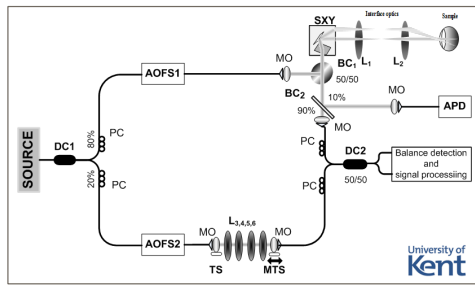 SXY
Interface optics
Sample
MO
BC1
L1
L2
50/50
AOFS1
BC2
10%
MO
90%
APD
MO
SOURCE
DC1
80%
PC
20%
PC
PC
PC
DC2
50/50
Balance detection
and
signal processiing
L3,4,5,6
MO
MO
AOFS2
TS
MTS
University of
Kent